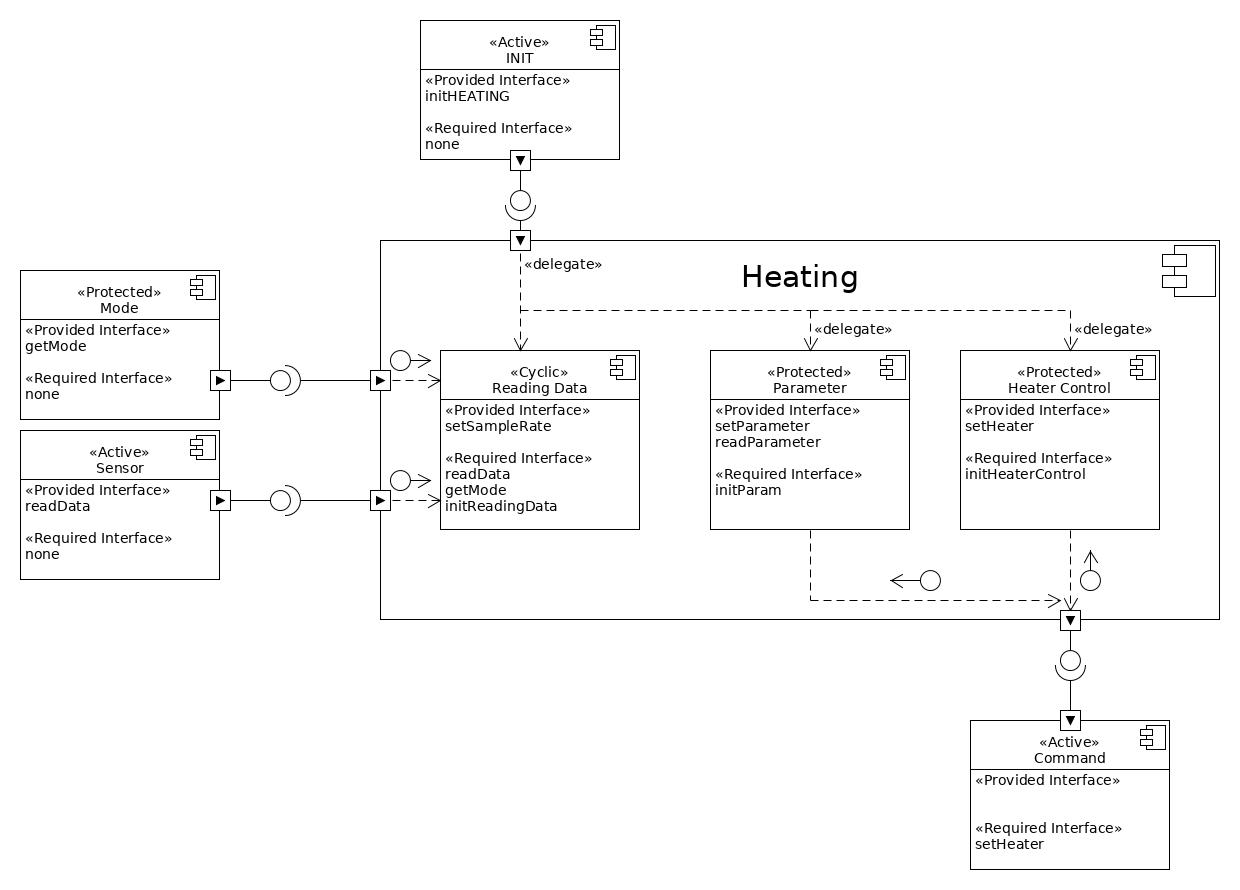 «Active»
INIT
«Provided Interface»
initHEATING
«Required Interface»
none
«delegate»
Heating
«Protected»
Mode
«Provided Interface»
getMode
«Required Interface»
none
«delegate»
«delegate»
«Cyclic»
Reading Data
«Provided Interface»
setSampleRate
«Required Interface»
readData
getMode
initReadingData
«Protected»
Parameter
«Provided Interface»
setParameter
readParameter
«Required Interface»
initParam
«Protected»
Heater Control
«Provided Interface»
setHeater
«Required Interface»
initHeaterControl
«Active»
Sensor
«Provided Interface»
readData
«Required Interface»
none
«Active»
Command
«Provided Interface»
«Required Interface»
setHeater